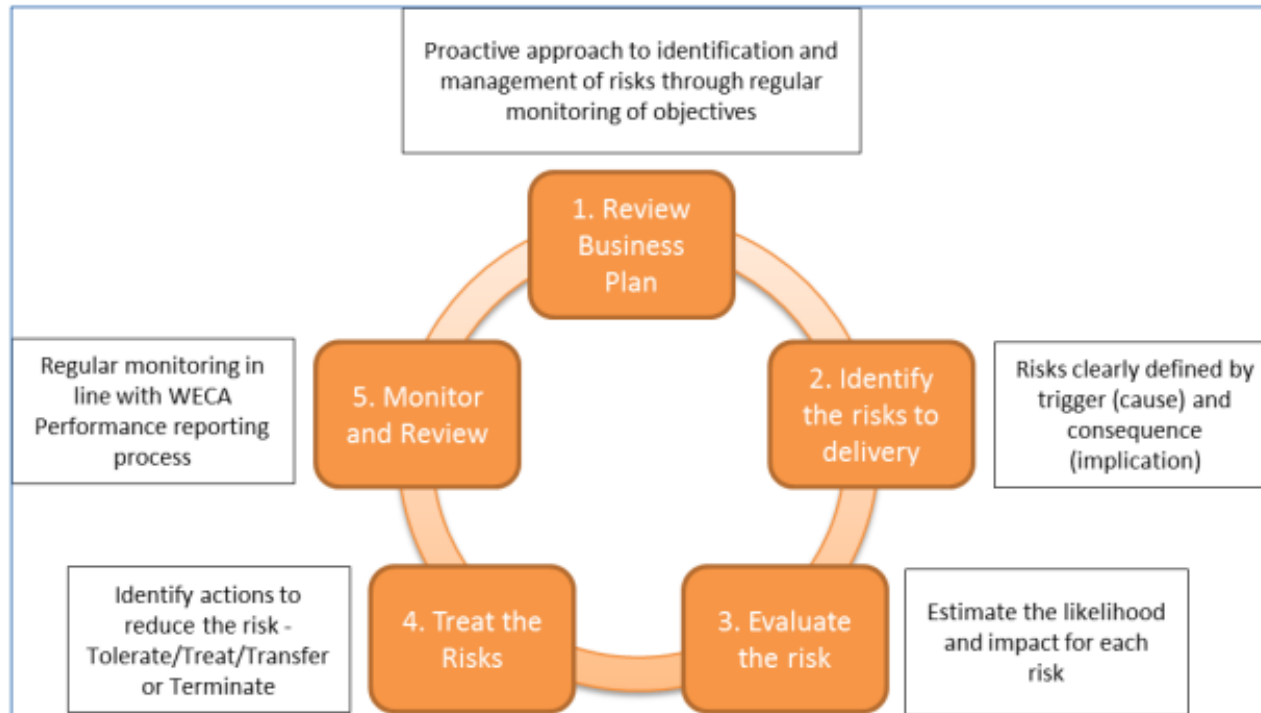 Proactive approach to identification and
management of risks through regular
monitoring of objectives
1. Review
Business
Plan
2. Identify
the risks to
delivery
Risks clearly defined by
trigger (cause) and
consequence
(implication)
3. Evaluate
the risk
Estimate the likelihood
and impact for each
risk
4. Treat the
Risks
Identify actions to
reduce the risk -
Tolerate/Treat/Transfer
or Terminate
5. Monitor
and Review
Regular monitoring in
line with WECA
Performance reporting
process